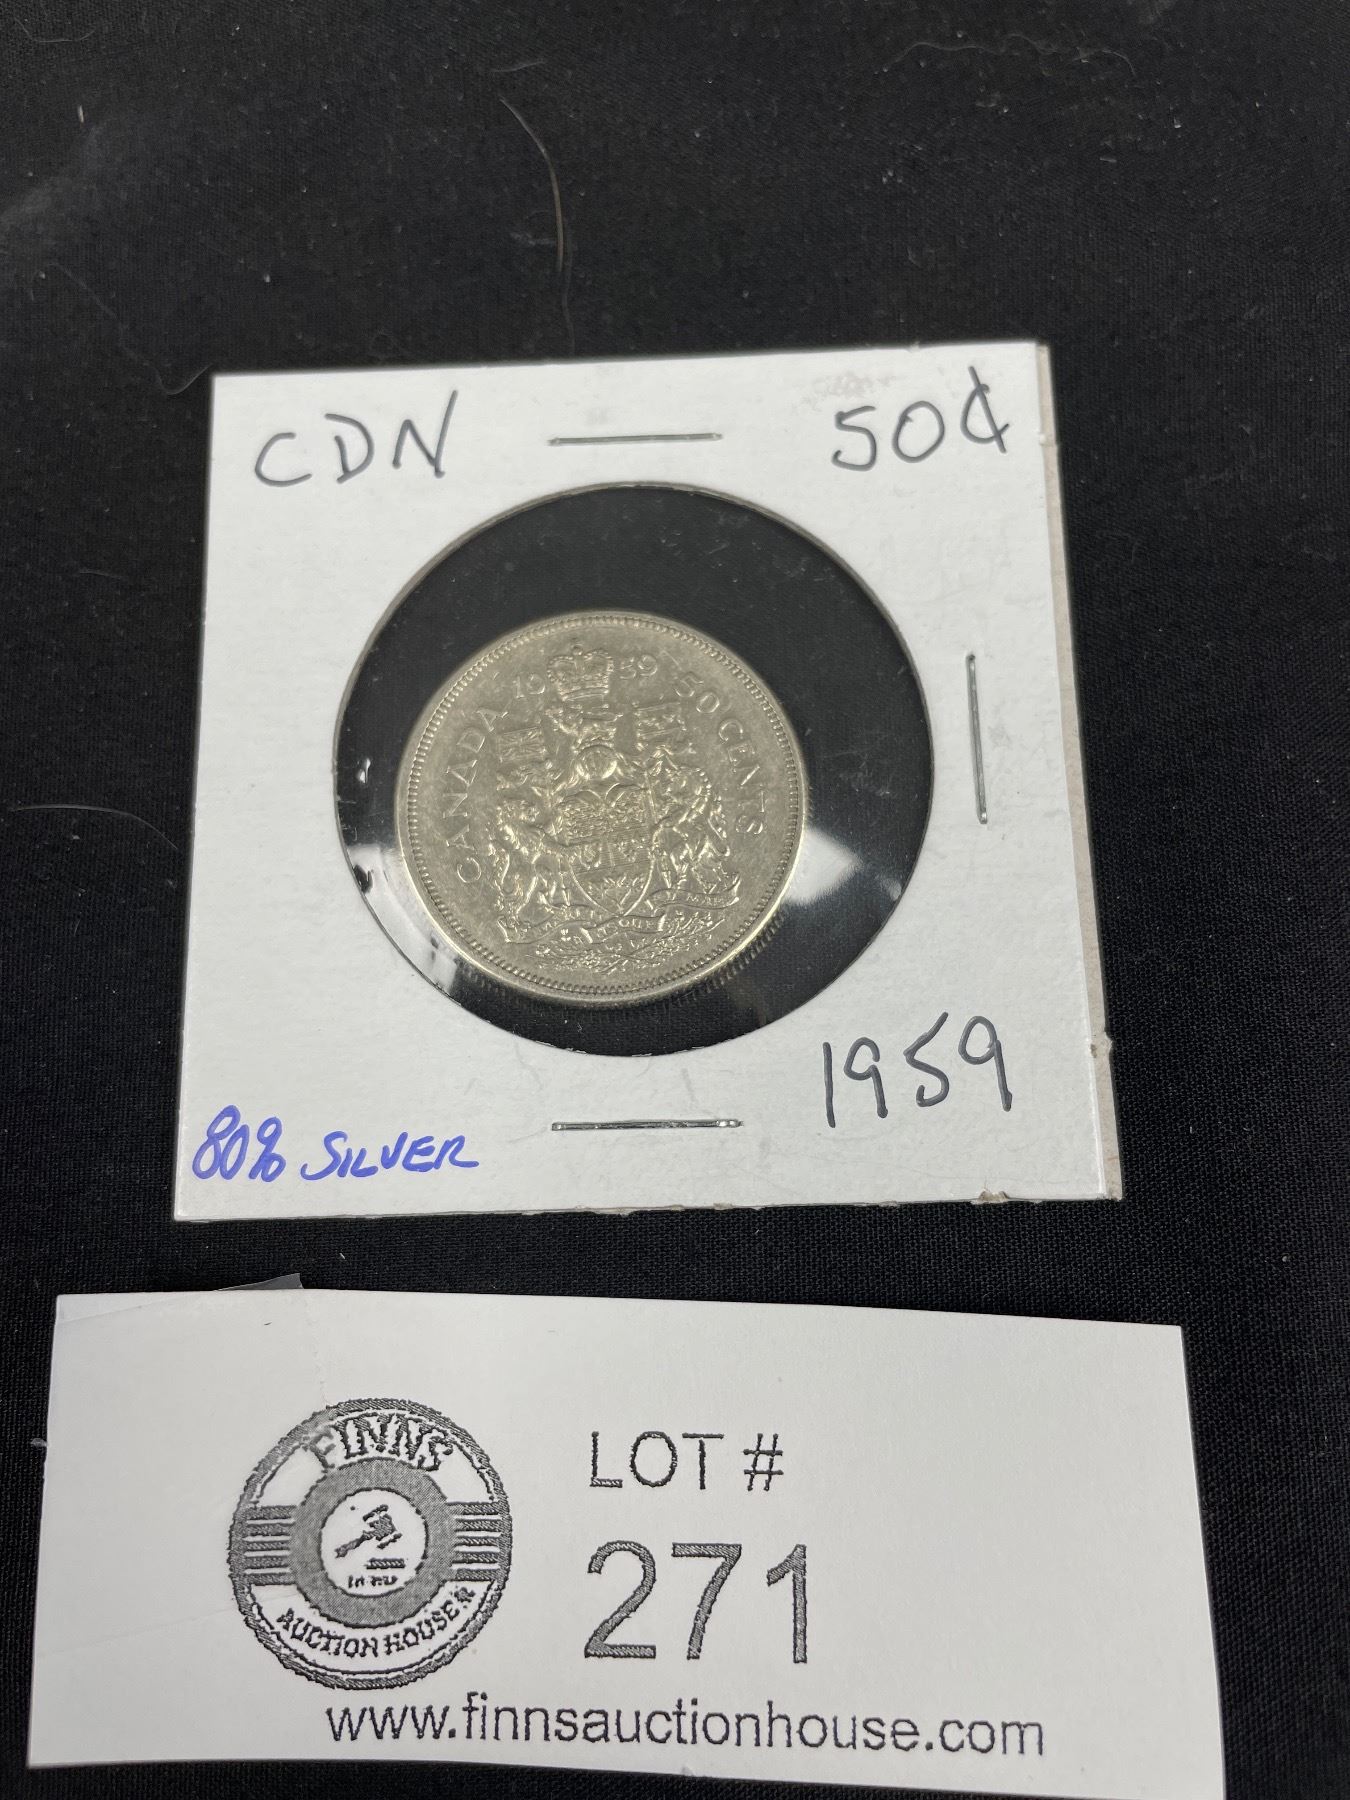 CDN 50¢
CANADA 1959 50 CENTS
1959
80% SILVER
FINNS
AUCTION HOUSE
LOT #
271
www.finnsauctionhouse.com